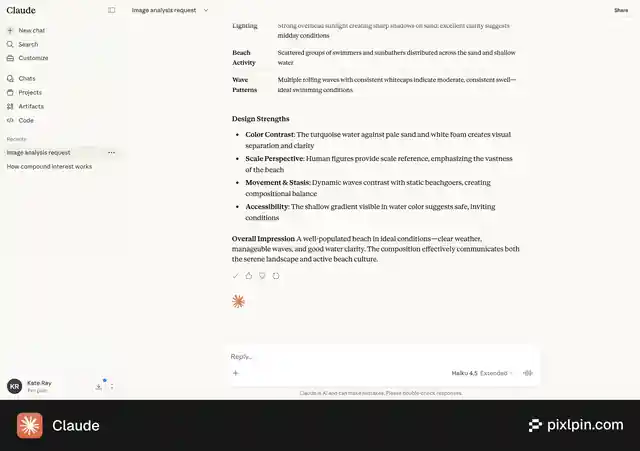 Claude
Image analysis request
Share
New chat
Search
Customize
Chats
Projects
Artifacts
Code
Recents
Image analysis request
How compound interest works
Lighting
Strong overhead sunlight creating sharp shadows on sand; excellent clarity suggests
midday conditions
Beach
Activity
Scattered groups of swimmers and sunbathers distributed across the sand and shallow
water
Wave
Patterns
Multiple rolling waves with consistent whitecaps indicate moderate, consistent swell—
ideal swimming conditions
Design Strengths
• Color Contrast: The turquoise water against pale sand and white foam creates visual
separation and clarity
• Scale Perspective: Human figures provide scale reference, emphasizing the vastness
of the beach
• Movement & Stasis: Dynamic waves contrast with static beachgoers, creating
compositional balance
• Accessibility: The shallow gradient visible in water color suggests safe, inviting
conditions
Overall Impression A well-populated beach in ideal conditions—clear weather,
manageable waves, and good water clarity. The composition effectively communicates both
the serene landscape and active beach culture.
Reply...
Haiku 4.5 Extended
Claude is AI and can make mistakes. Please double-check responses.
KR
Kate Ray
plan
Claude
pixlpin.com